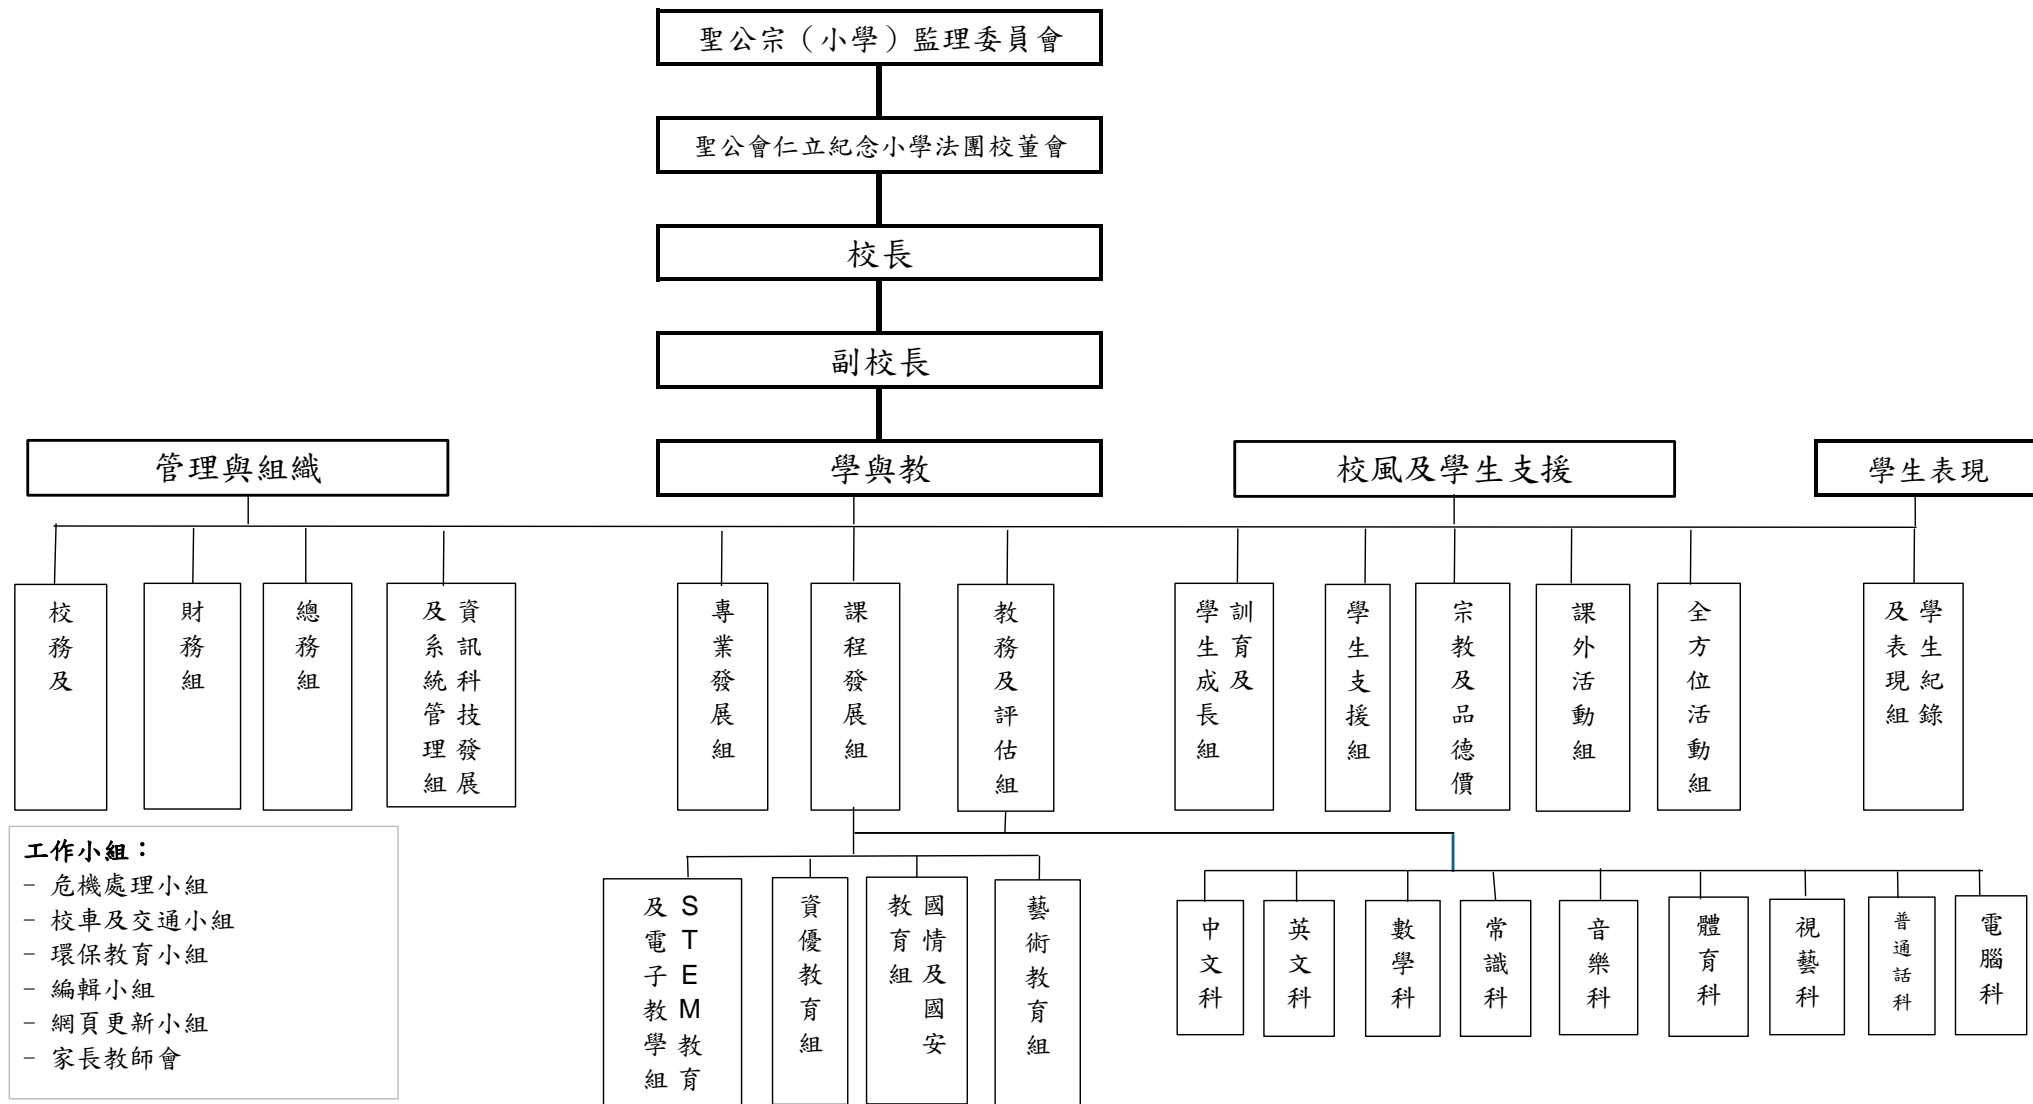 聖公宗（小學）監理委員會
聖公會仁立紀念小學法團校董會
校長
副校長
管理與組織
學與教
校風及學生支援
學生表現
校務及
財務組
總務組
資訊科技發展
及系統管理組
專業發展組
課程發展組
教務及評估組
訓育及
學生成長組
學生支援組
宗教及品德價
課外活動組
全方位活動組
學生紀錄
及表現組
工作小組：
- 危機處理小組
- 校車及交通小組
- 環保教育小組
- 編輯小組
- 網頁更新小組
- 家長教師會
STEM教育
及電子教學組
資優教育組
國情及國安
教育組
藝術教育組
中文科
英文科
數學科
常識科
音樂科
體育科
視藝科
普通話科
電腦科